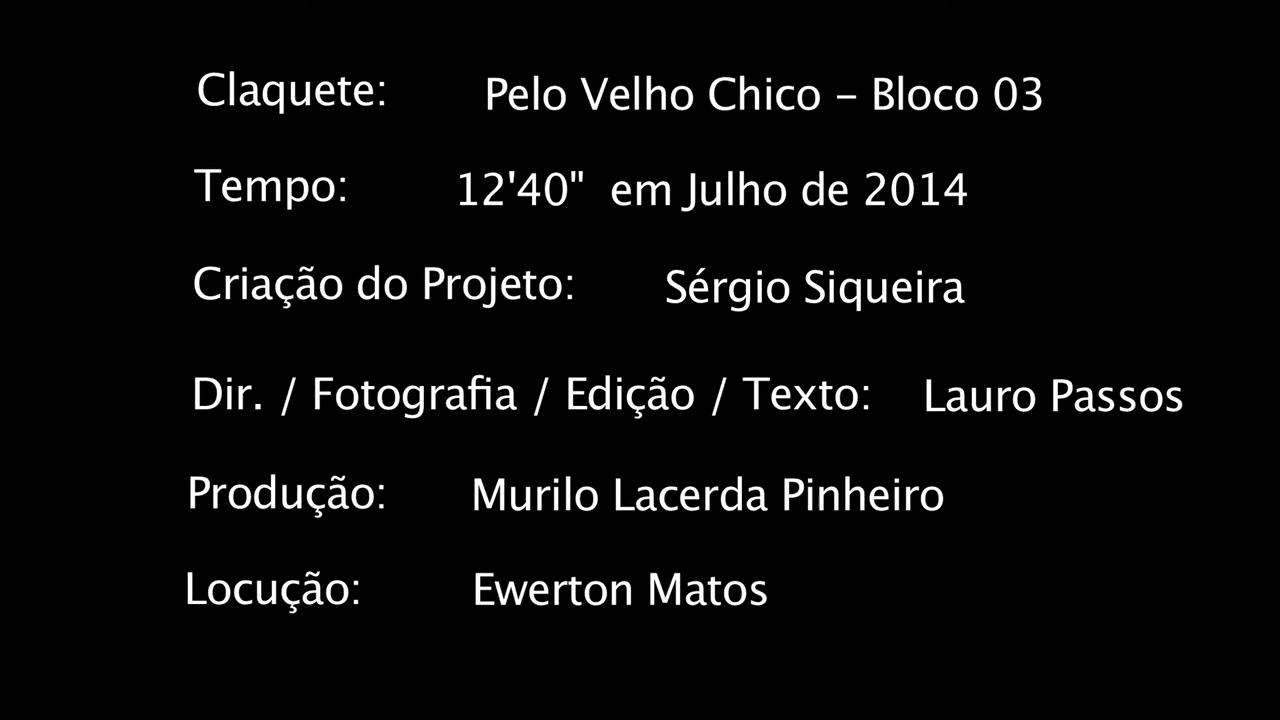 Claquete: Pelo Velho Chico - Bloco 03
Tempo: 12'40" em Julho de 2014
Criação do Projeto: Sérgio Siqueira
Dir. / Fotografia / Edição / Texto: Lauro Passos
Produção: Murilo Lacerda Pinheiro
Locução: Ewerton Matos